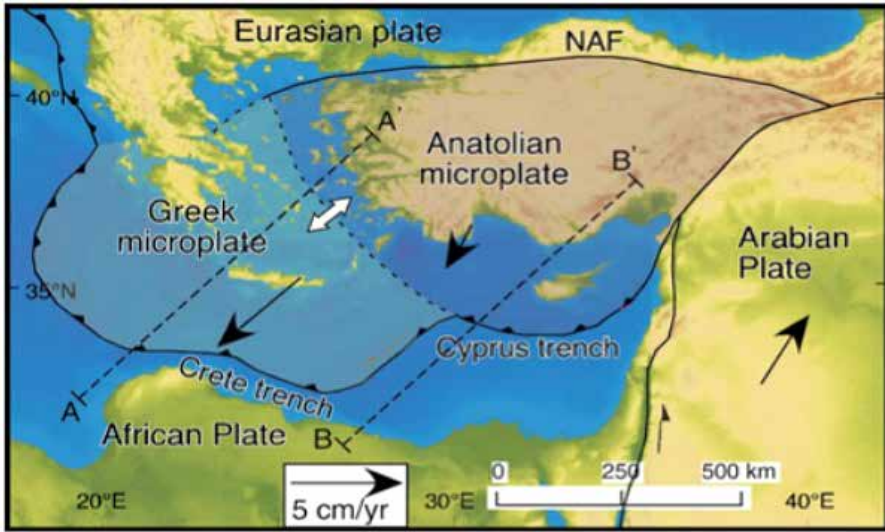 Eurasian plate
NAF
40°N
A'
Anatolian
microplate
B'
Greek
microplate
Arabian
Plate
35°N
Cyprus trench
Crete trench
A
African Plate
B
5 cm/yr
0 250 500 km
20°E
30°E
40°E